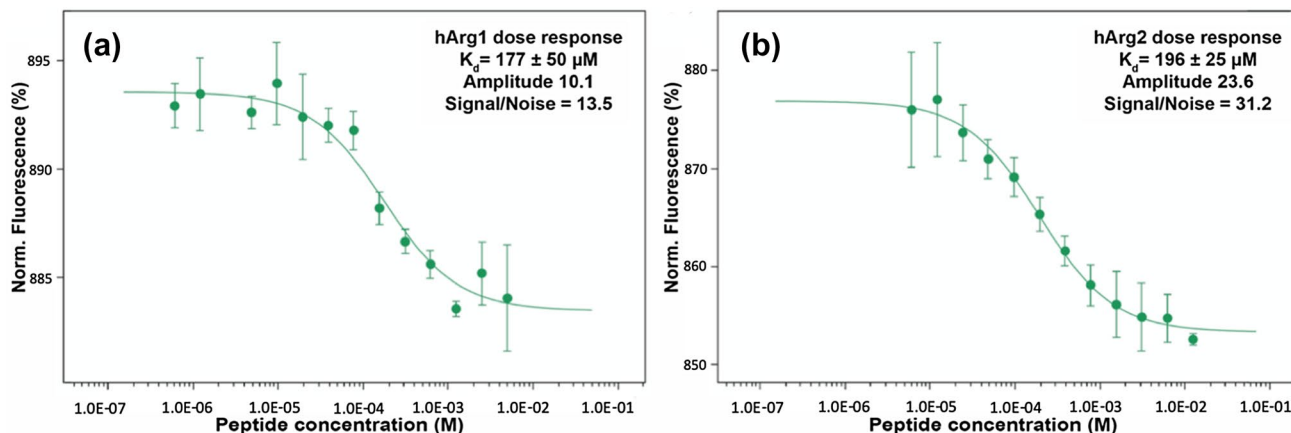 (a)
hArg1 dose response
Kd= 177 ± 50 µM
Amplitude 10.1
Signal/Noise = 13.5
Norm. Fluorescence (%)
895
890
885
1.0E-07 1.0E-06 1.0E-05 1.0E-04 1.0E-03 1.0E-02 1.0E-01
Peptide concentration (M)
(b)
hArg2 dose response
Kd= 196 ± 25 µM
Amplitude 23.6
Signal/Noise = 31.2
Norm. Fluorescence (%)
880
870
860
850
1.0E-07 1.0E-06 1.0E-05 1.0E-04 1.0E-03 1.0E-02 1.0E-01
Peptide concentration (M)